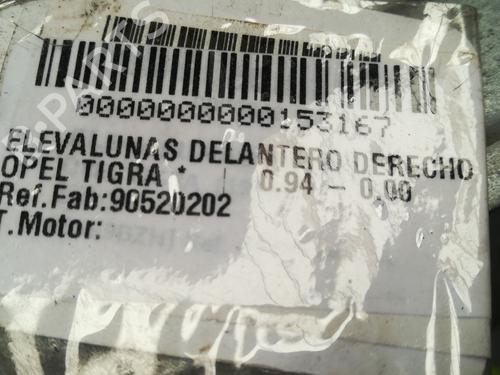 0000000000153167
ELEVALUNAS DELANTERO DERECHO
OPEL TIGRA * 0.94 - 0.00
Ref.Fab:90520202
T.Motor: